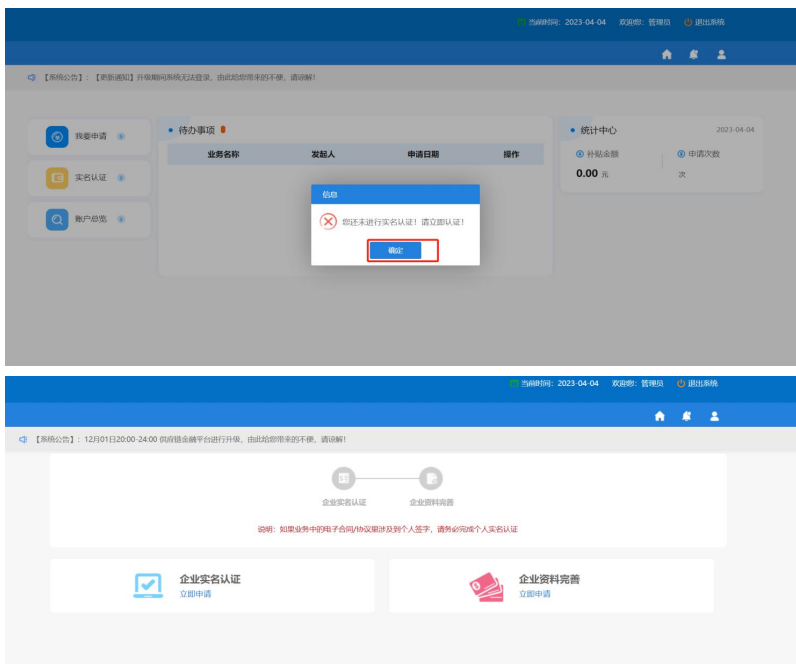 当前时间：2023-04-04 欢迎您：管理员 退出系统
【系统公告】：【更新通知】升级期间系统无法登录，由此给您带来的不便，请谅解！
我要申请
实名认证
账户总览
待办事项
业务名称 发起人 申请日期 操作
统计中心 2023-04-04
补贴金额 申请次数
0.00 元 次
信息
您还未进行实名认证！请立即认证！
确定
当前时间：2023-04-04 欢迎您：管理员 退出系统
【系统公告】：12月01日20:00-24:00 供应链金融平台进行升级，由此给您带来的不便，请谅解！
企业实名认证 企业资料完善
说明：如果业务中的电子合同/协议里涉及到个人签字，请务必完成个人实名认证
企业实名认证
立即申请
企业资料完善
立即申请